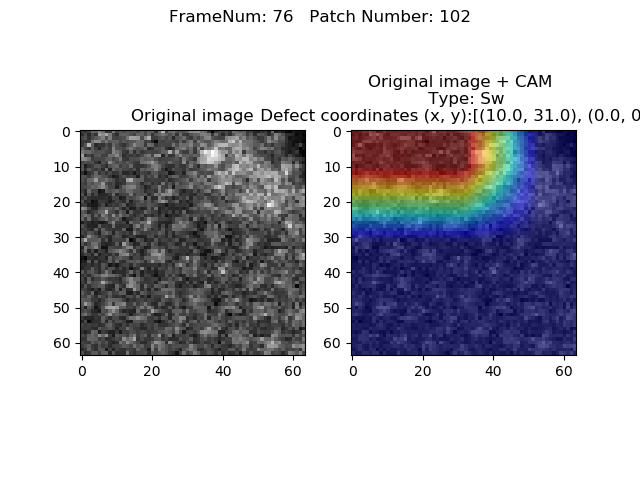 FrameNum: 76   Patch Number: 102
Original image + CAM
Type: Sw
Original image Defect coordinates (x, y):[(10.0, 31.0), (0.0, 0
0
10
20
30
40
50
60
0 20 40 60
0
10
20
30
40
50
60
0 20 40 60